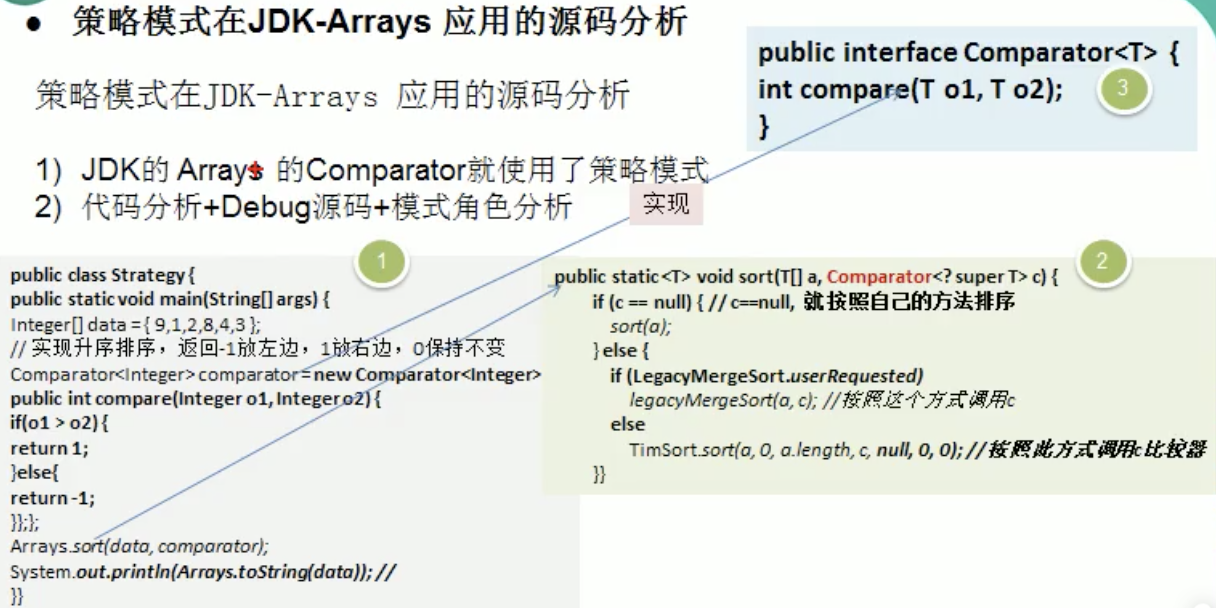 ● 策略模式在JDK-Arrays 应用的源码分析
策略模式在JDK-Arrays 应用的源码分析
1) JDK的 Arrays 的Comparator就使用了策略模式
2) 代码分析+Debug源码+模式角色分析
public interface Comparator<T> {
int compare(T o1, T o2);
}
3
实现
1
public class Strategy {
public static void main(String[] args) {
Integer[] data = { 9,1,2,8,4,3 };
// 实现升序排序，返回-1放左边，1放右边，0保持不变
Comparator<Integer> comparator = new Comparator<Integer>
public int compare(Integer o1, Integer o2) {
if(o1 > o2) {
return 1;
}else{
return -1;
}};};
Arrays.sort(data, comparator);
System.out.println(Arrays.toString(data)); //
}}
2
public static <T> void sort(T[] a, Comparator<? super T> c) {
if (c == null) { // c==null, 就按照自己的方法排序
sort(a);
} else {
if (LegacyMergeSort.userRequested)
legacyMergeSort(a, c); //按照这个方式调用c
else
TimSort.sort(a, 0, a.length, c, null, 0, 0); // 按照此方式调用c比较器
}}